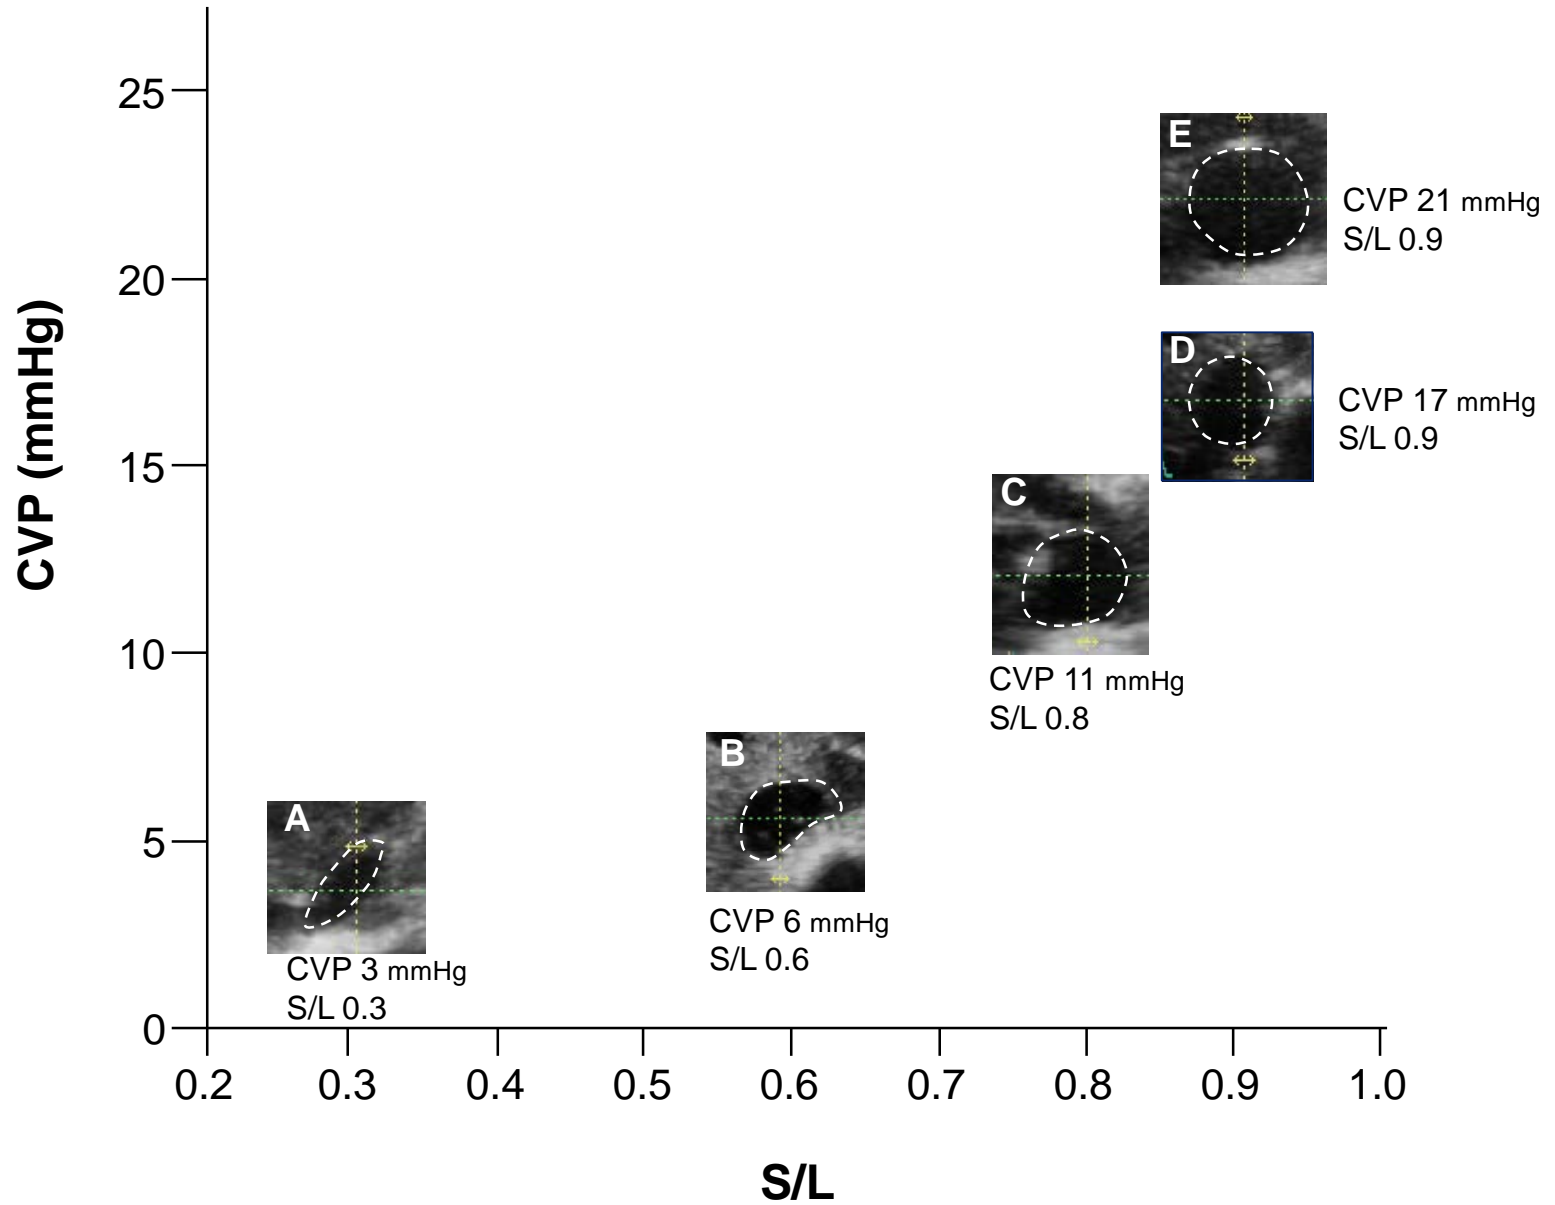 25
20
15
10
5
0
CVP (mmHg)
E
CVP 21 mmHg
S/L 0.9
D
CVP 17 mmHg
S/L 0.9
C
CVP 11 mmHg
S/L 0.8
B
CVP 6 mmHg
S/L 0.6
A
CVP 3 mmHg
S/L 0.3
0.2 0.3 0.4 0.5 0.6 0.7 0.8 0.9 1.0
S/L